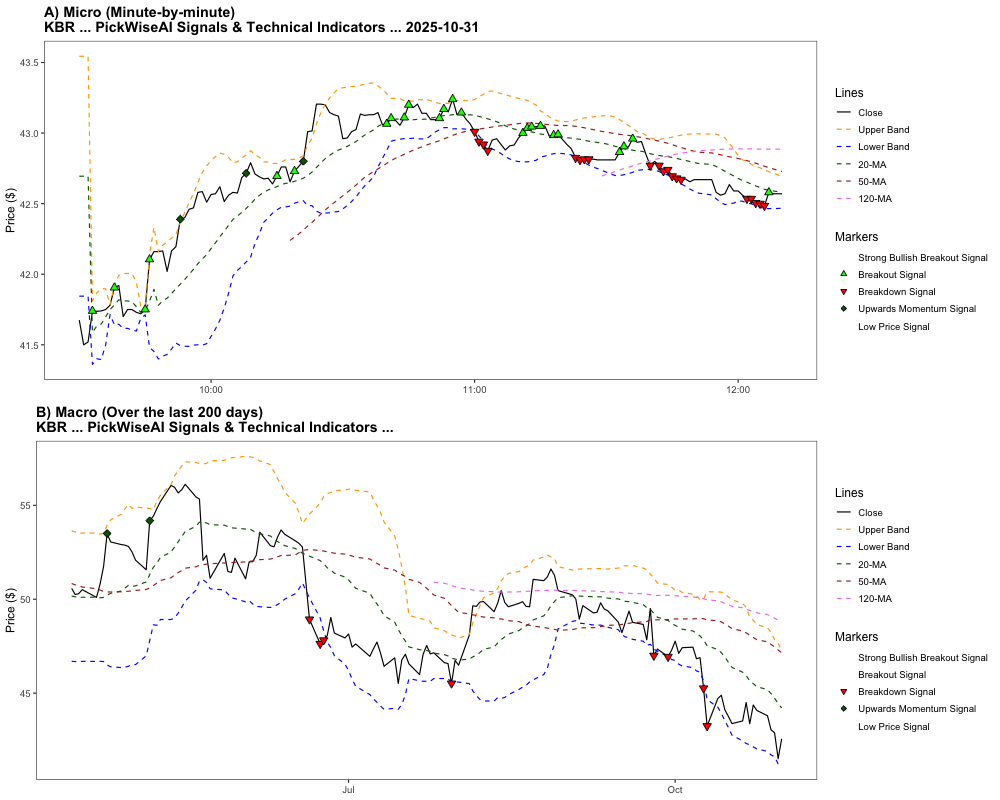 A) Micro (Minute-by-minute)
KBR ... PickWiseAI Signals & Technical Indicators ... 2025-10-31
Price ($)
43.5
43.0
42.5
42.0
41.5
10:00
11:00
12:00
Lines
Close
Upper Band
Lower Band
20-MA
50-MA
120-MA
Markers
Strong Bullish Breakout Signal
Breakout Signal
Breakdown Signal
Upwards Momentum Signal
Low Price Signal
B) Macro (Over the last 200 days)
KBR ... PickWiseAI Signals & Technical Indicators ...
Price ($)
55
50
45
Jul
Oct
Lines
Close
Upper Band
Lower Band
20-MA
50-MA
120-MA
Markers
Strong Bullish Breakout Signal
Breakout Signal
Breakdown Signal
Upwards Momentum Signal
Low Price Signal